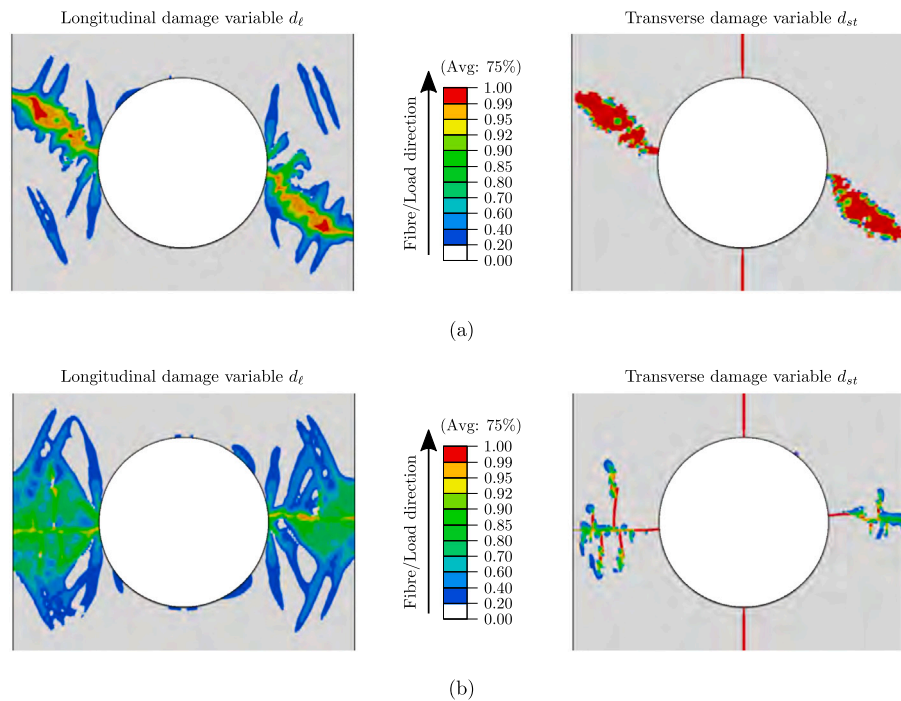 Longitudinal damage variable dℓ
Transverse damage variable dst
(Avg: 75%)
Fibre/Load direction
1.00
0.99
0.95
0.92
0.90
0.85
0.80
0.70
0.60
0.40
0.20
0.00
(a)
Longitudinal damage variable dℓ
Transverse damage variable dst
(Avg: 75%)
Fibre/Load direction
1.00
0.99
0.95
0.92
0.90
0.85
0.80
0.70
0.60
0.40
0.20
0.00
(b)